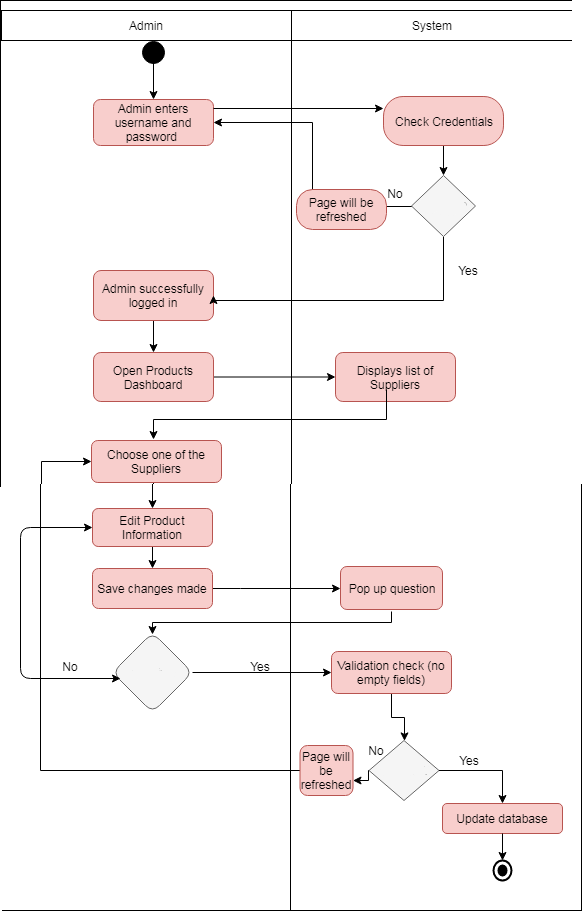 Admin
System
Admin enters
username and
password
Check Credentials
No
Page will be
refreshed
Yes
Admin successfully
logged in
Open Products
Dashboard
Displays list of
Suppliers
Choose one of the
Suppliers
Edit Product
Information
Save changes made
Pop up question
No
Yes
Validation check (no
empty fields)
No
Page will
be
refreshed
Yes
Update database